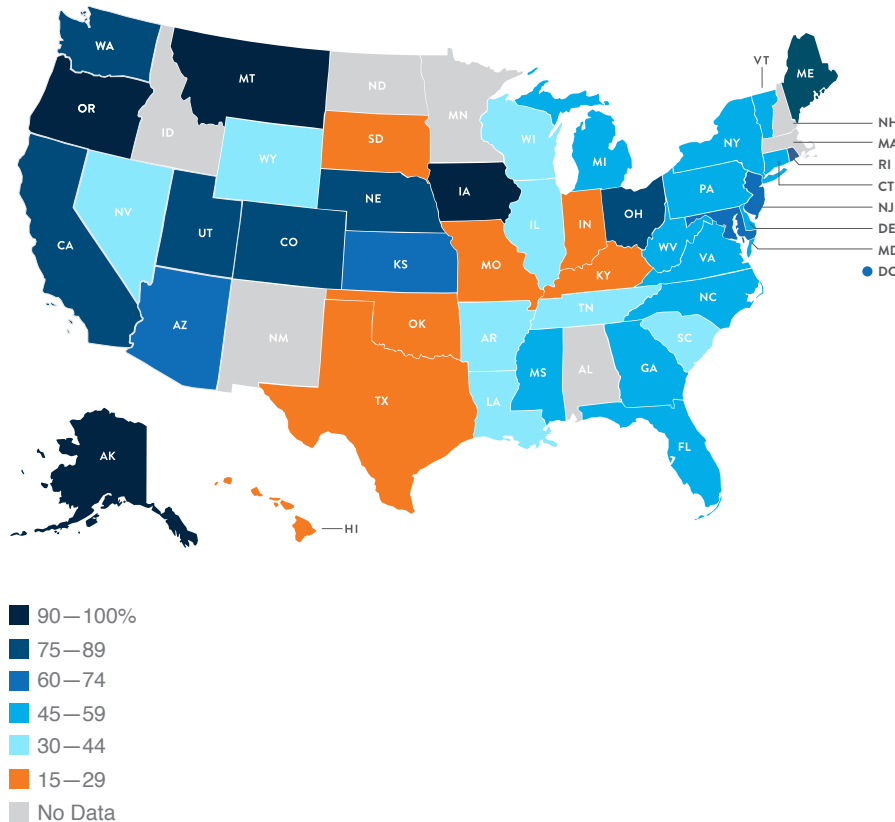 WA
MT
ND
MN
VT
ME
OR
ID
SD
WI
NY
NH
MA
RI
WY
MI
CT
NE
IA
PA
NJ
NV
UT
CO
IL
IN
OH
DE
CA
KS
MO
WV
VA
MD
DC
KY
AZ
NM
OK
AR
TN
NC
SC
TX
LA
MS
AL
GA
FL
AK
HI
90—100%
75—89
60—74
45—59
30—44
15—29
No Data